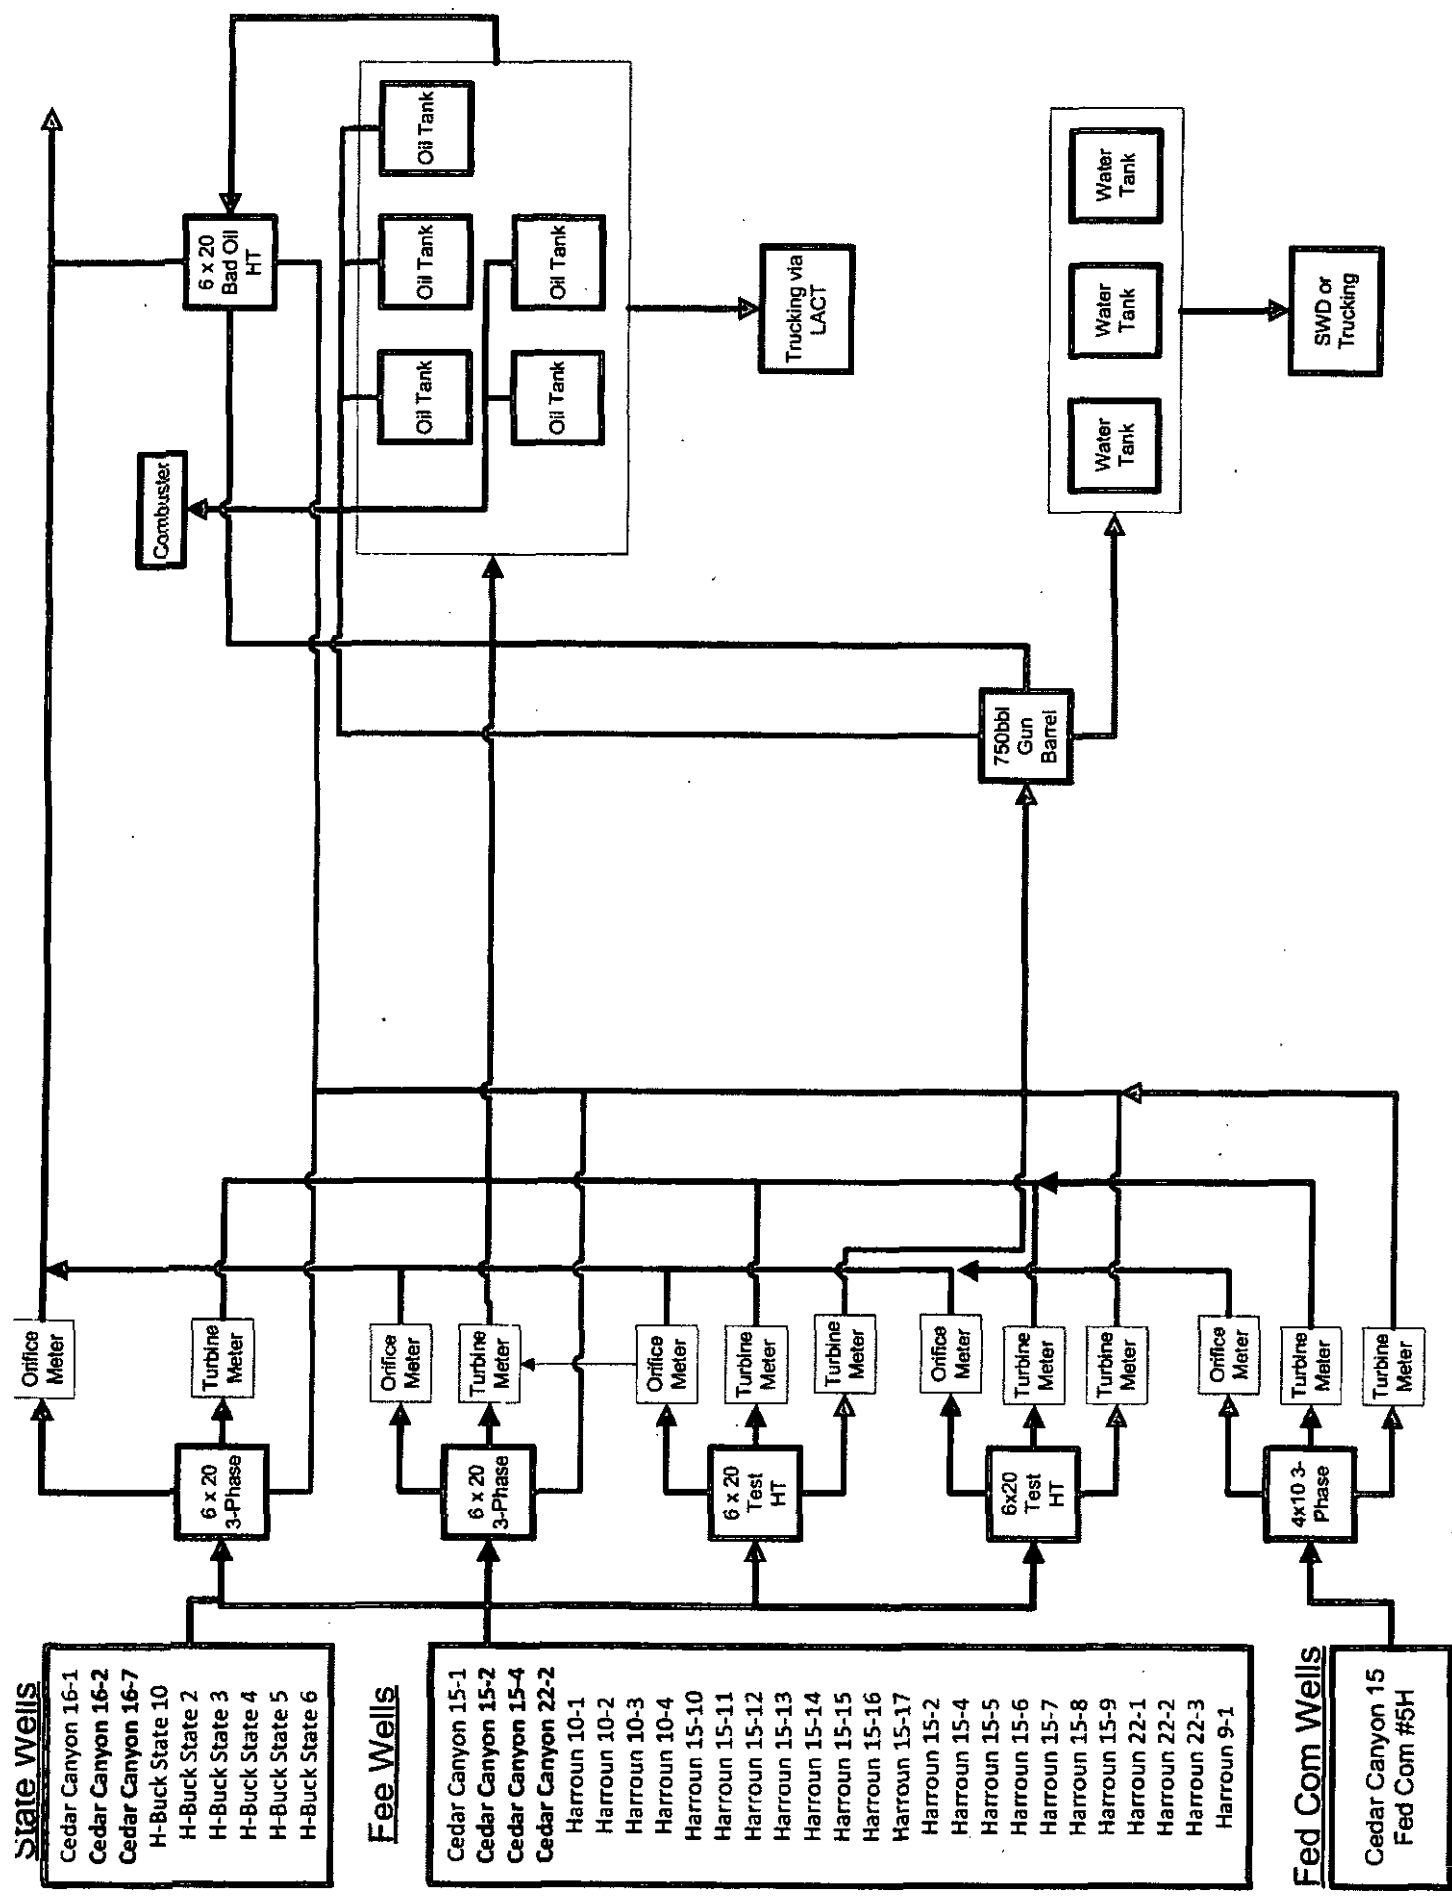 State Wells
Cedar Canyon 16-1
Cedar Canyon 16-2
Cedar Canyon 16-7
H-Buck State 10
H-Buck State 2
H-Buck State 3
H-Buck State 4
H-Buck State 5
H-Buck State 6
Fee Wells
Cedar Canyon 15-1
Cedar Canyon 15-2
Cedar Canyon 15-4
Cedar Canyon 22-2
Harroun 10-1
Harroun 10-2
Harroun 10-3
Harroun 10-4
Harroun 15-10
Harroun 15-11
Harroun 15-12
Harroun 15-13
Harroun 15-14
Harroun 15-15
Harroun 15-16
Harroun 15-17
Harroun 15-2
Harroun 15-4
Harroun 15-5
Harroun 15-6
Harroun 15-7
Harroun 15-8
Harroun 15-9
Harroun 22-1
Harroun 22-2
Harroun 22-3
Harroun 9-1
Fed Com Wells
Cedar Canyon 15
Fed Com #5H
6 x 20
3-Phase
6 x 20
3-Phase
6 x 20
Test
HT
6x20
Test
HT
4x10 3-
Phase
Orifice
Meter
Turbine
Meter
Orifice
Meter
Turbine
Meter
Orifice
Meter
Turbine
Meter
Turbine
Meter
Orifice
Meter
Turbine
Meter
Turbine
Meter
Orifice
Meter
Turbine
Meter
Turbine
Meter
750bbl
Gun
Barrel
Combuster
6 x 20
Bad Oil
HT
Oil Tank
Oil Tank
Oil Tank
Oil Tank
Oil Tank
Trucking via
LACT
Water
Tank
Water
Tank
Water
Tank
SWD or
Trucking